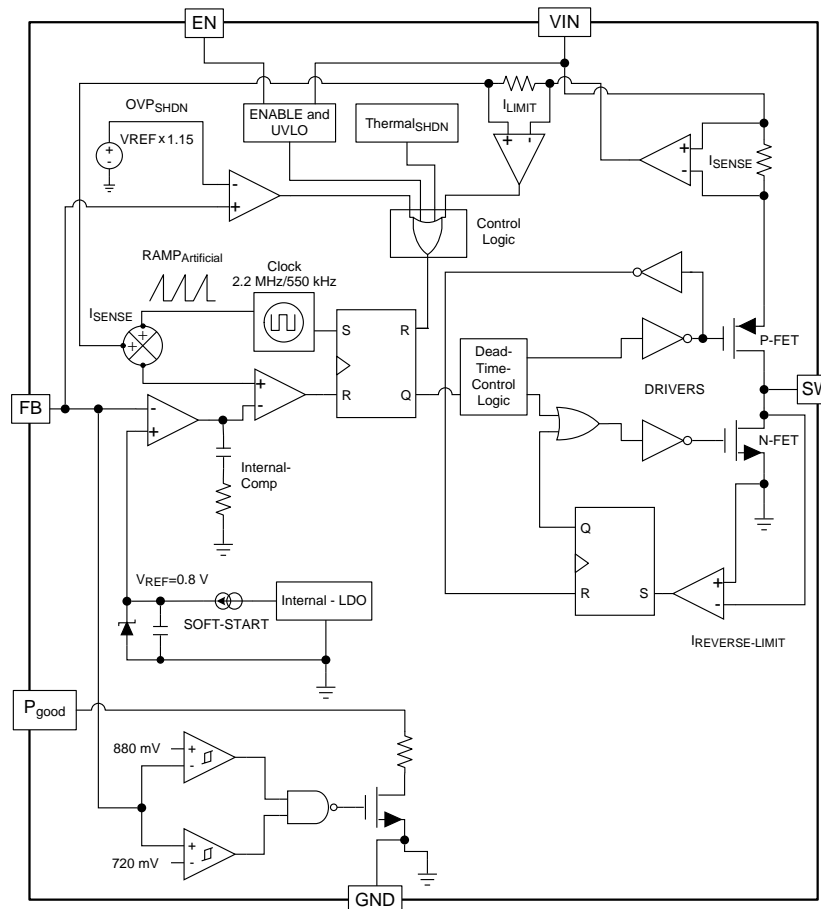 EN
VIN
OVPSHDN
VREF x 1.15
+
-
ENABLE and
UVLO
ThermalSHDN
ILIMIT
+
-
+
-
ISENSE
-
+
Control
Logic
RAMPArtificial
Clock
2.2 MHz/550 kHz
ISENSE
+
+
+
S
R
R
Q
Dead-
Time-
Control
Logic
P-FET
DRIVERS
SW
N-FET
FB
-
+
+
-
Internal-
Comp
Q
R
S
+
-
IREVERSE-LIMIT
VREF=0.8 V
SOFT-START
Internal - LDO
Pgood
880 mV
+
-
+
-
720 mV
GND